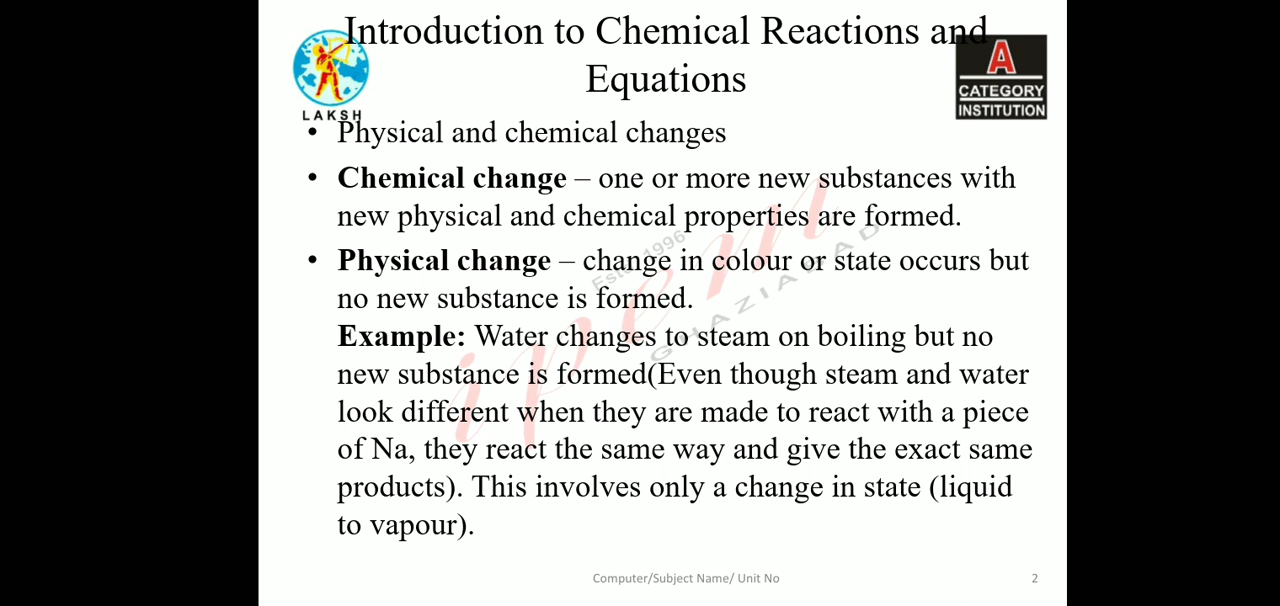 Introduction to Chemical Reactions and
Equations
LAKSH
A
CATEGORY
INSTITUTION
• Physical and chemical changes
• Chemical change – one or more new substances with
new physical and chemical properties are formed.
• Physical change – change in colour or state occurs but
no new substance is formed.
Example: Water changes to steam on boiling but no
new substance is formed(Even though steam and water
look different when they are made to react with a piece
of Na, they react the same way and give the exact same
products). This involves only a change in state (liquid
to vapour).
ipem
Estd. 1996
GHAZIABAD
Computer/Subject Name/ Unit No
2